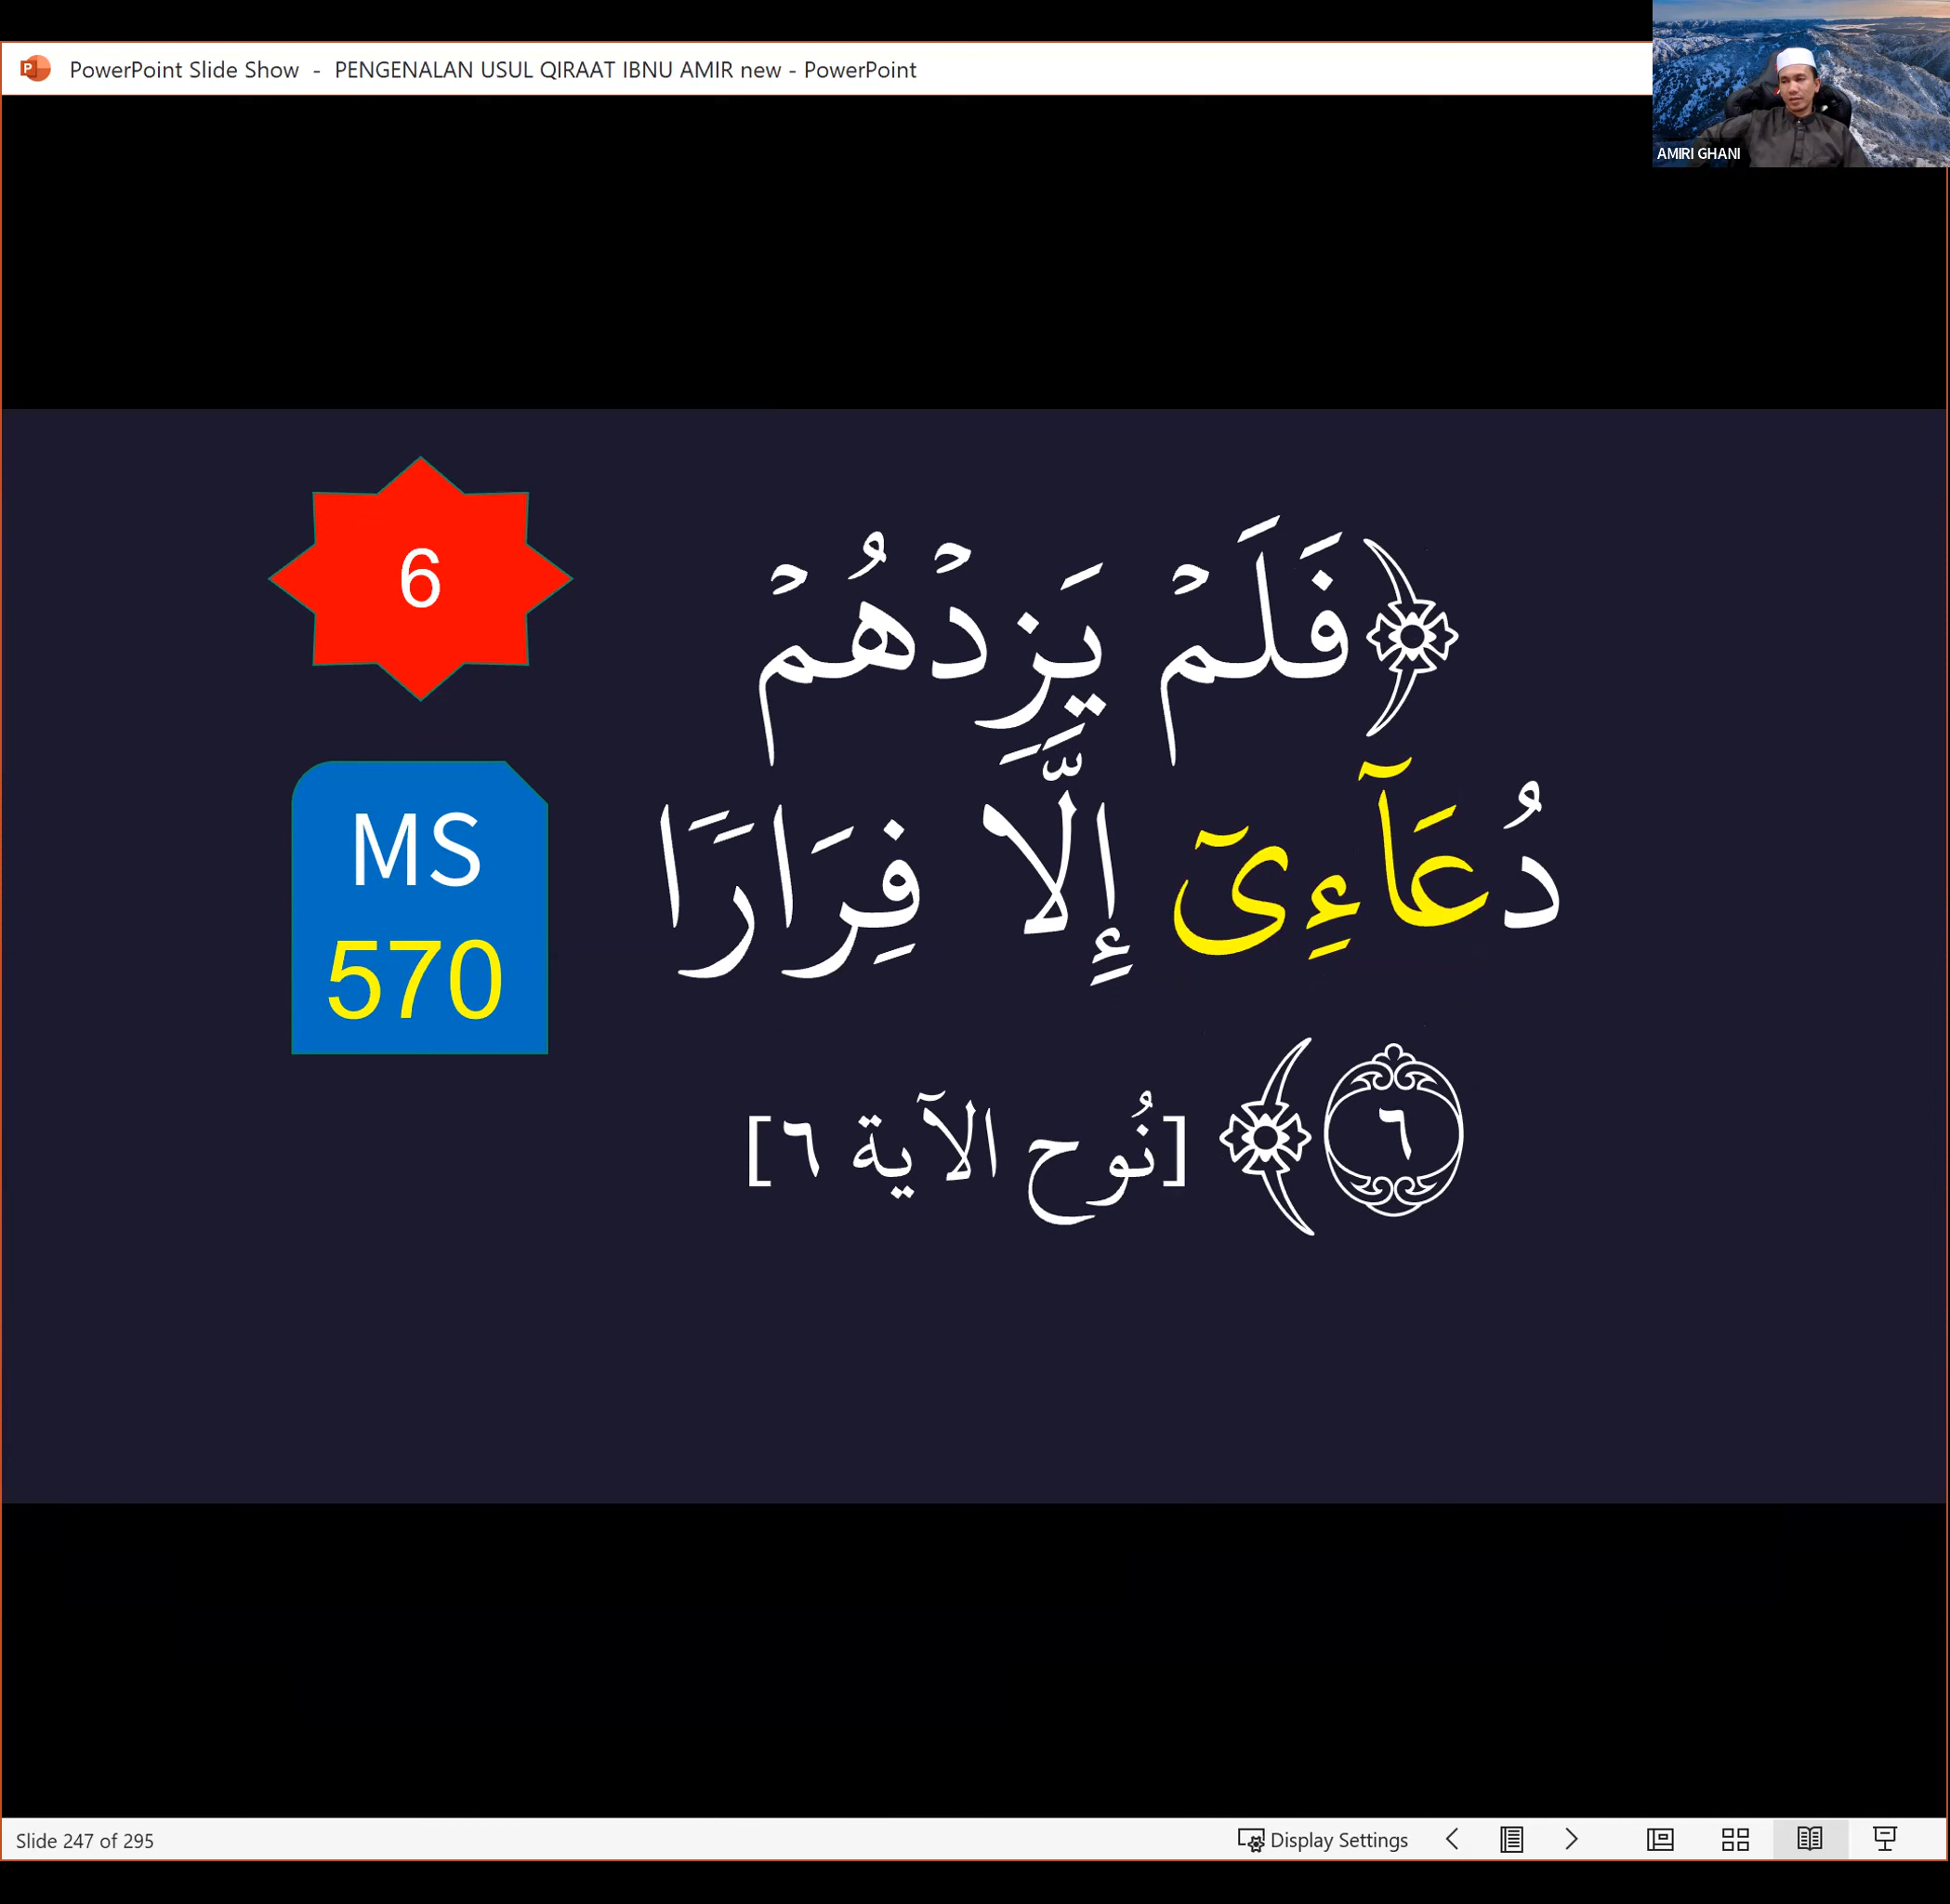 PowerPoint Slide Show - PENGENALAN USUL QIRAAT IBNU AMIR new - PowerPoint
AMIRI GHANI
6
MS
570
﴿فَلَمۡ يَزِدۡهُمۡ
دُعَآءِيٓ إِلَّا فِرَارًا
٦﴾ [نُوح الآية ٦]
Slide 247 of 295
Display Settings